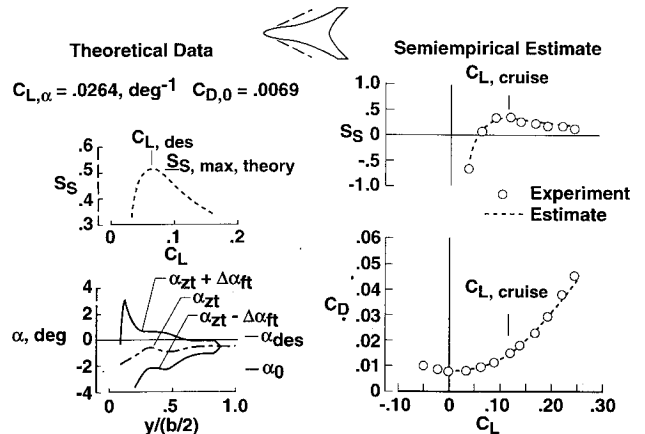 Theoretical Data
C_L,α = .0264, deg⁻¹ C_D,0 = .0069
C_L, des
S_S, max, theory
.6
.5
.4
.3
S_S
0 .1 .2
C_L
α_zt + Δα_ft
α_zt
α_zt - Δα_ft
α_des
α_0
4
2
0
-2
-4
α, deg
0 .5 1.0
y/(b/2)
Semiempirical Estimate
C_L, cruise
1.0
.5
0
-.5
-1.0
S_S
Experiment
Estimate
.06
.05
.04
.03
.02
.01
0
C_D
C_L, cruise
-.10 0 .10 .20 .30
C_L